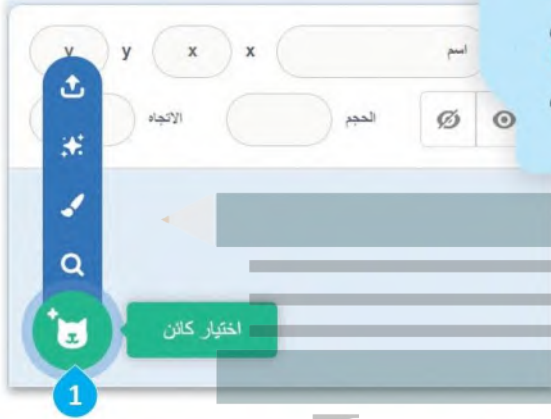 اسم x x y y
الحجم الاتجاه
اختيار كائن
1